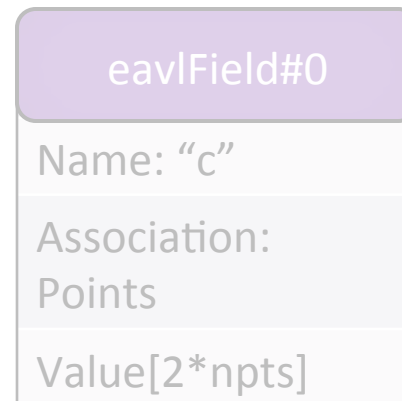 eavlField#0
Name: “c”
Association:
Points
Value[2*npts]